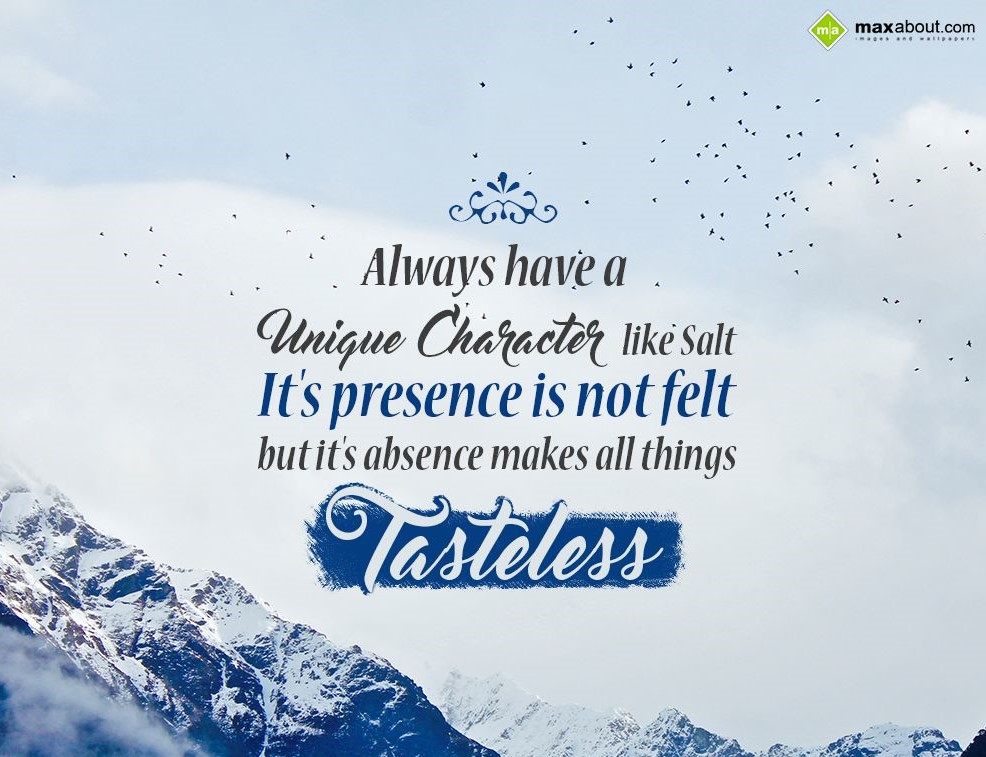 m|a maxabout.com
images and wallpapers
Always have a
Unique Character like Salt
It's presence is not felt
but it's absence makes all things
Tasteless